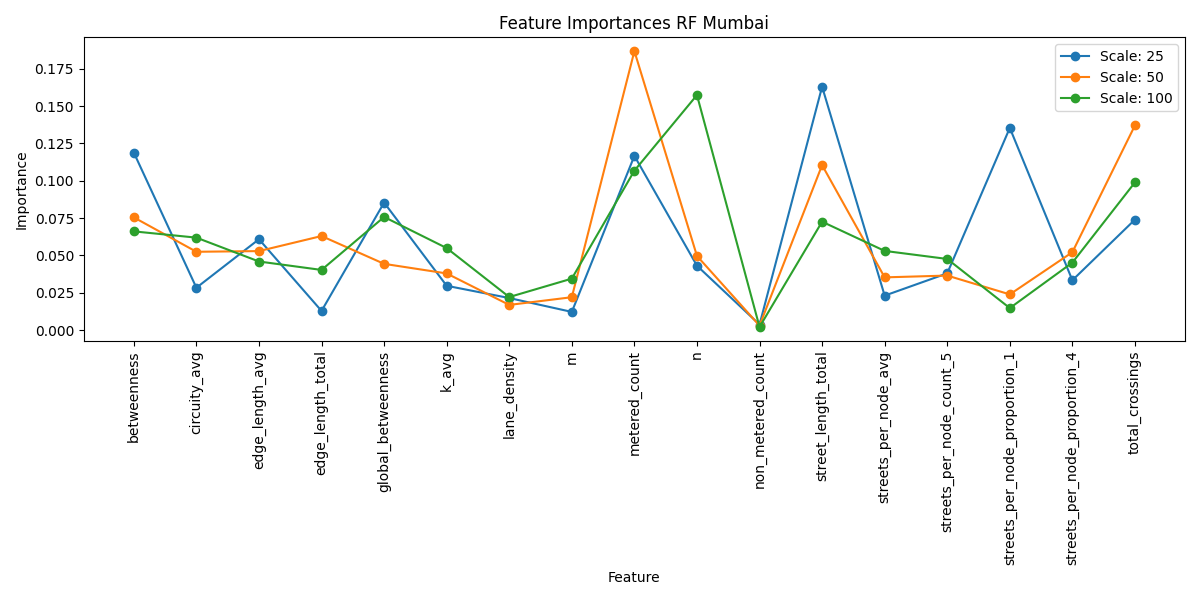 Feature Importances RF Mumbai
Scale: 25
Scale: 50
Scale: 100
Importance
0.175
0.150
0.125
0.100
0.075
0.050
0.025
0.000
betweenness
circuity_avg
edge_length_avg
edge_length_total
global_betweenness
k_avg
lane_density
m
metered_count
n
non_metered_count
street_length_total
streets_per_node_avg
streets_per_node_count_5
streets_per_node_proportion_1
streets_per_node_proportion_4
total_crossings
Feature